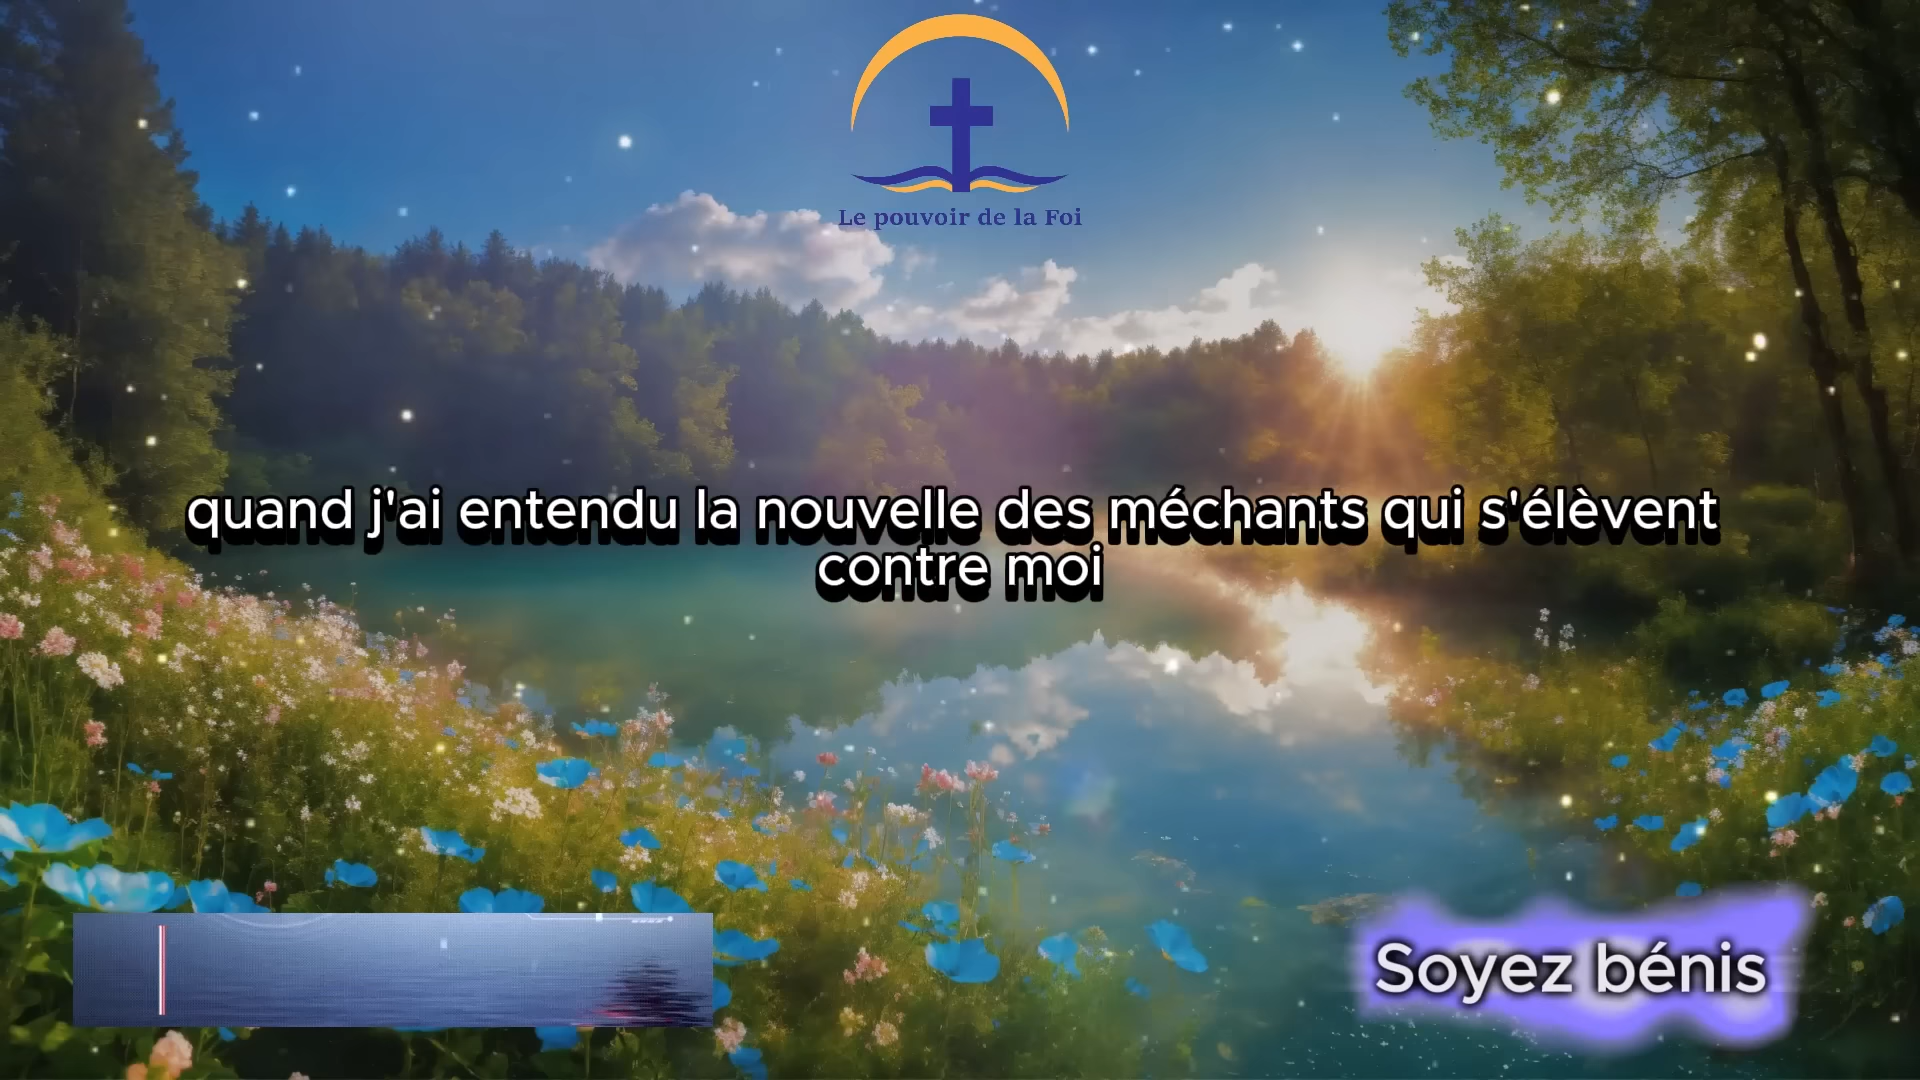 Le pouvoir de la Foi
quand j'ai entendu la nouvelle des méchants qui s'élèvent
contre moi
Soyez bénis